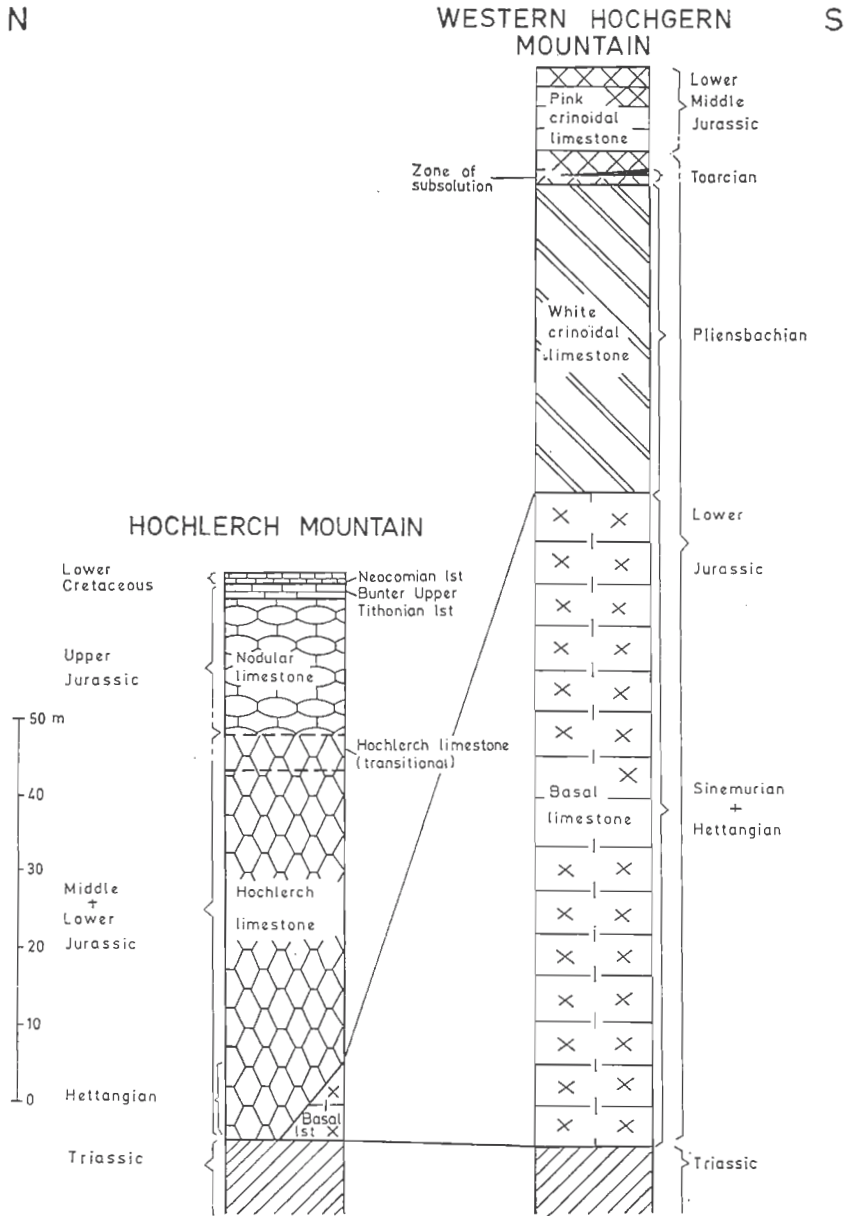 N
WESTERN HOCHGERN
MOUNTAIN
S
Pink
crinoidal
limestone
Lower
Middle
Jurassic
Zone of
subsolution
Toarcian
White
crinoidal
limestone
Pliensbachian
Lower
Jurassic
Basal
limestone
Sinemurian
+
Hettangian
Triassic
HOCHLERCH MOUNTAIN
Lower
Cretaceous
Neocomian lst
Bunter Upper
Tithonian lst
Upper
Jurassic
Nodular
limestone
50 m
40
30
20
10
0
Hochlerch limestone
(transitional)
Middle
+
Lower
Jurassic
Hochlerch
limestone
Hettangian
Basal
lst
Triassic